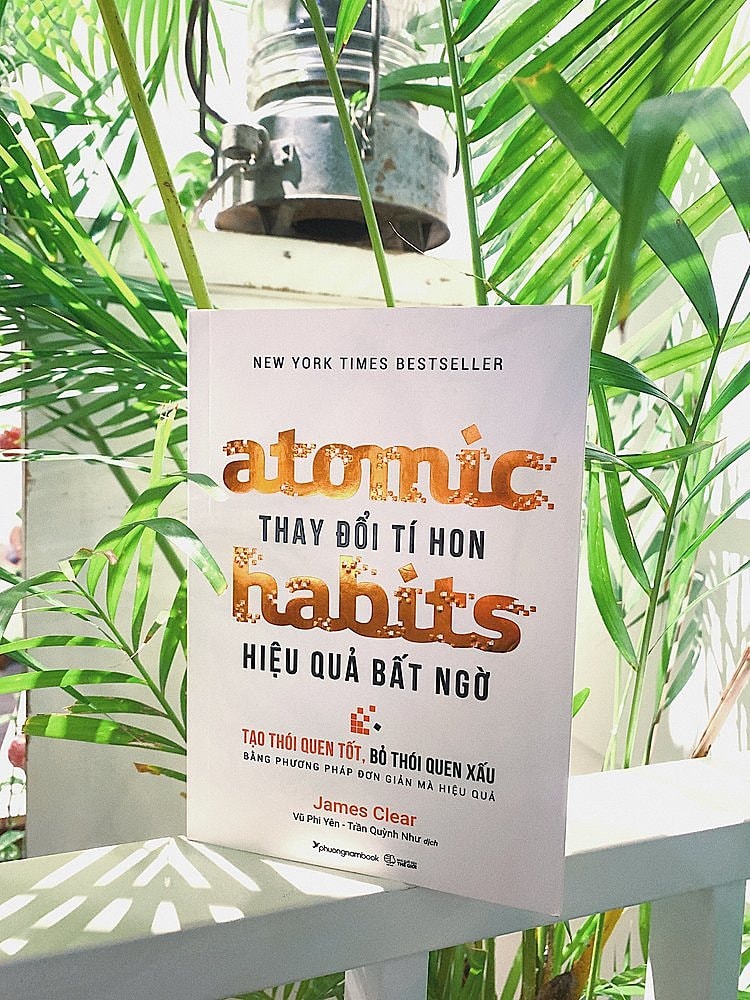 NEW YORK TIMES BESTSELLER
atomic
THAY ĐỔI TÍ HON
habits
HIỆU QUẢ BẤT NGỜ
TẠO THÓI QUEN TỐT, BỎ THÓI QUEN XẤU
BẰNG PHƯƠNG PHÁP ĐƠN GIẢN MÀ HIỆU QUẢ
James Clear
Vũ Phi Yên - Trần Quỳnh Như dịch
phuongnambook THẾ GIỚI